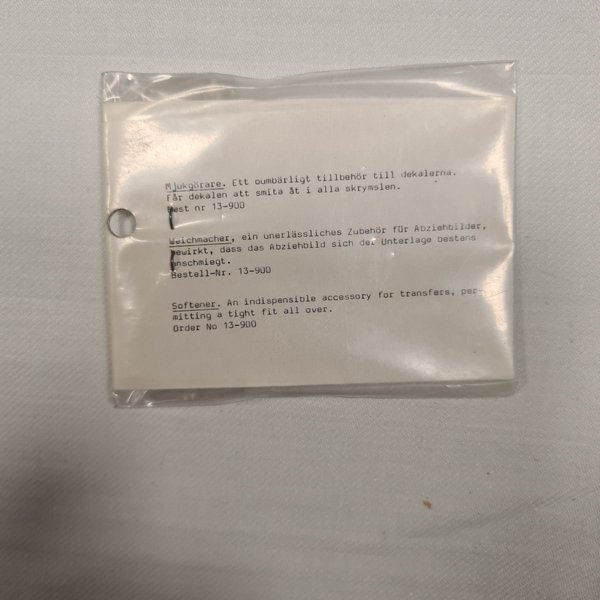 Mjukgörare. Ett oumbärligt tillbehör till dekalerna.
Får dekalen att smita åt i alla skrymslen.
Best nr 13-900
Weichmacher, ein unerlässliches Zubehör für Abziehbilder,
bewirkt, dass das Abziehbild sich der Unterlage bestens
anschmiegt.
Bestell-Nr. 13-900
Softener. An indispensible accessory for transfers, per-
mitting a tight fit all over.
Order No 13-900